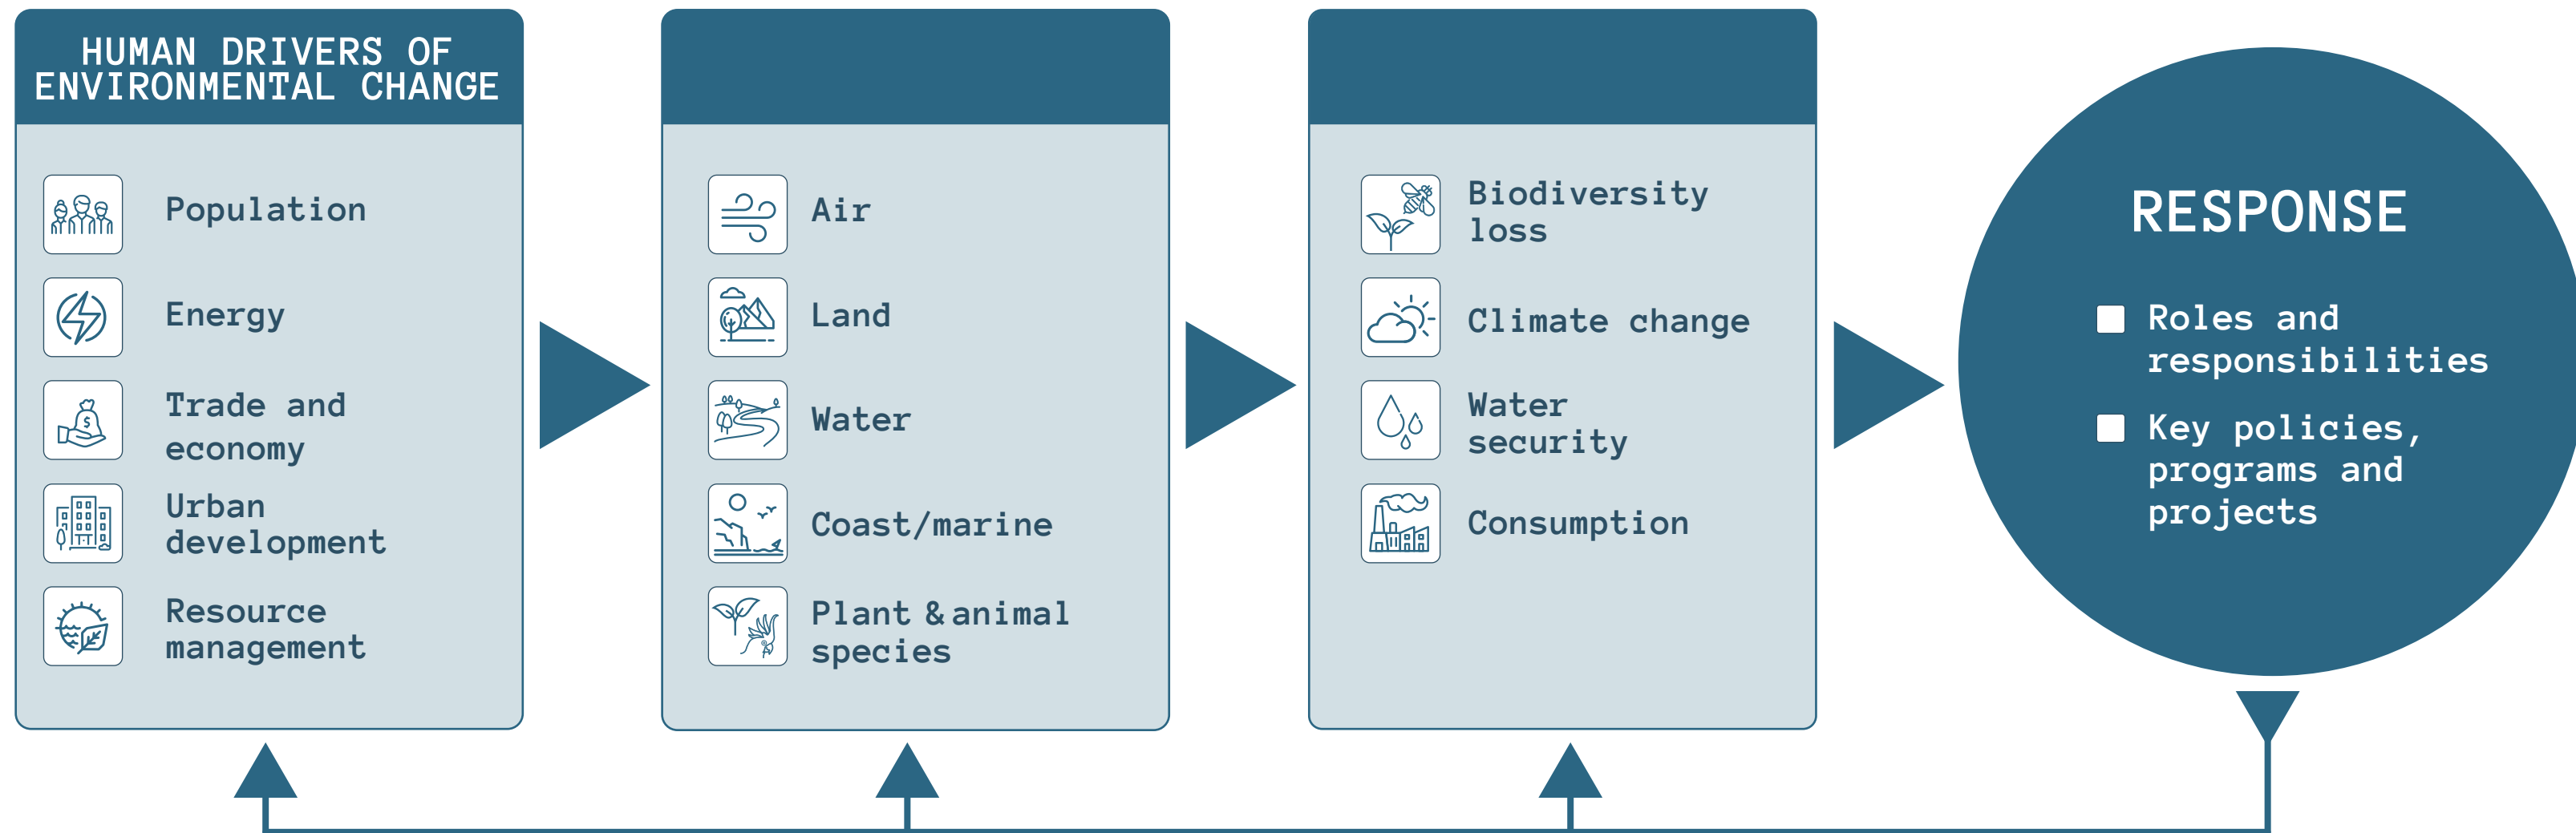 HUMAN DRIVERS OF
ENVIRONMENTAL CHANGE
Population
Energy
Trade and
economy
Urban
development
Resource
management
Air
Land
Water
Coast/marine
Plant & animal
species
Biodiversity
loss
Climate change
Water
security
Consumption
RESPONSE
Roles and
responsibilities
Key policies,
programs and
projects